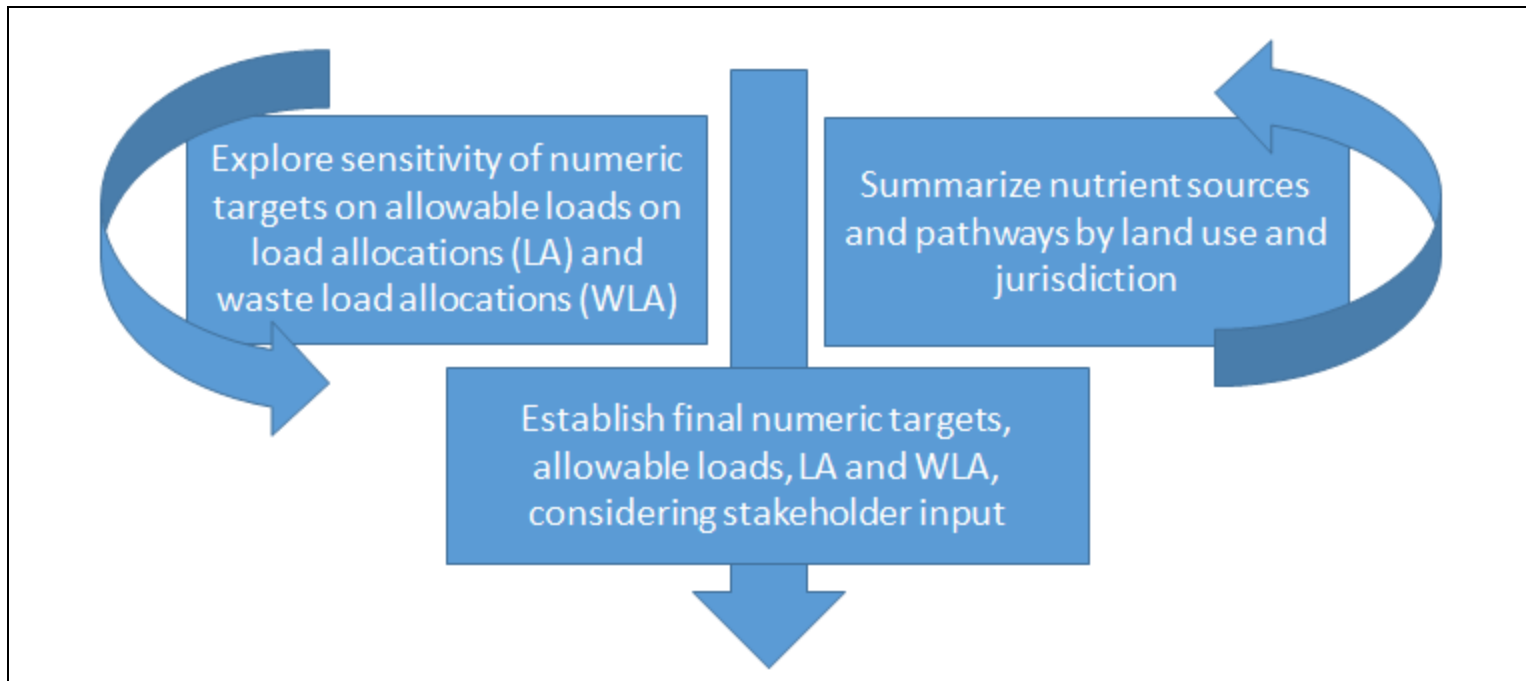 Explore sensitivity of numeric
targets on allowable loads on
load allocations (LA) and
waste load allocations (WLA)
Summarize nutrient sources
and pathways by land use and
jurisdiction
Establish final numeric targets,
allowable loads, LA and WLA,
considering stakeholder input